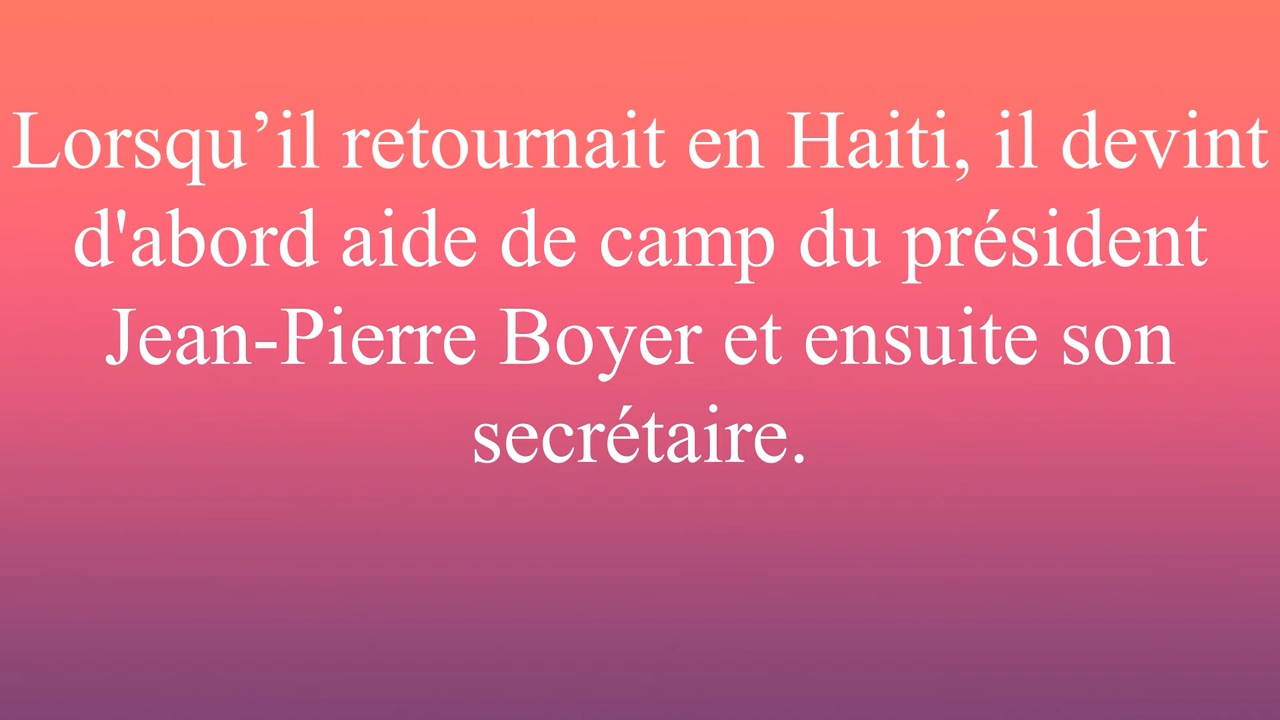 Lorsqu’il retournait en Haiti, il devint
d'abord aide de camp du président
Jean-Pierre Boyer et ensuite son
secrétaire.